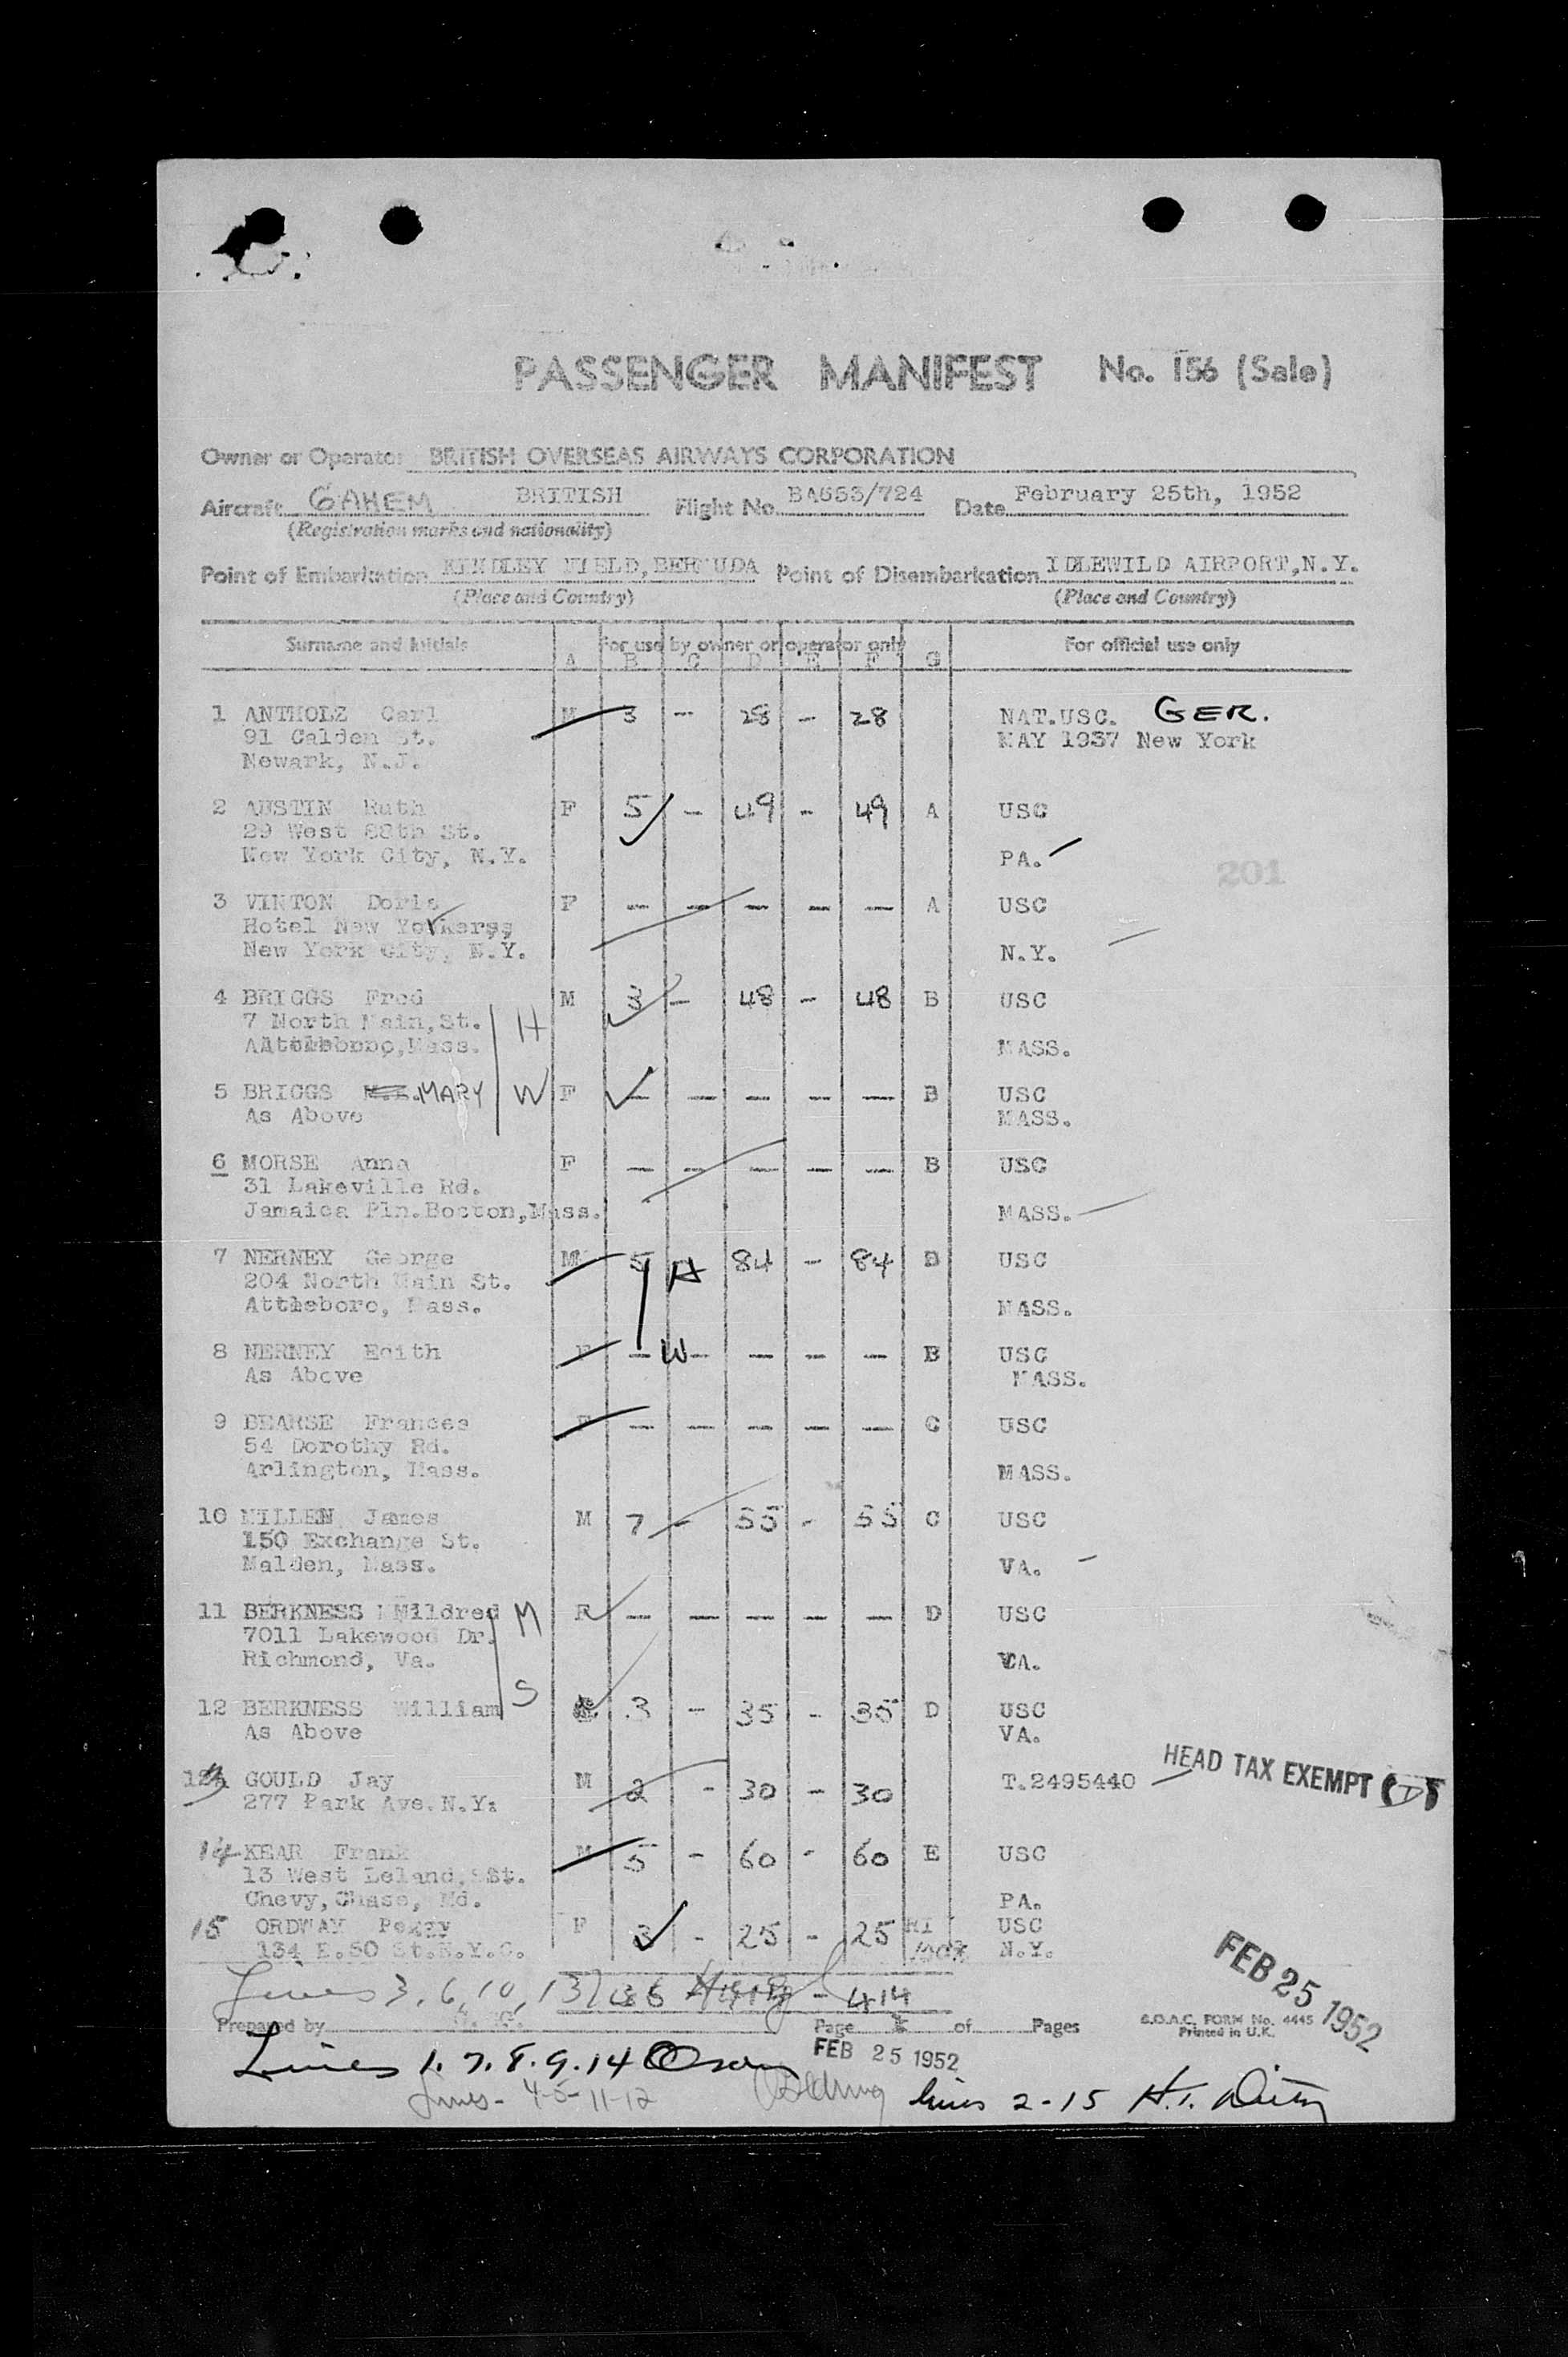 PASSENGER MANIFEST No. 156 (Sale)
Owner or Operator BRITISH OVERSEAS AIRWAYS CORPORATION
Aircraft GAHEM BRITISH Flight No. BA653/724 Date February 25th, 1952
(Registration marks and nationality)
Point of Embarkation KINDLEY FIELD, BERMUDA Point of Disembarkation IDLEWILD AIRPORT, N.Y.
(Place and Country) (Place and Country)
Surname and Initials For use by owner or operator only For official use only
A B C D E F G
1 ANTHOLZ Carl M 3 - 28 - 28 NAT.USC. GER.
91 Calden St. MAY 1937 New York
Newark, N.J.
2 AUSTIN Ruth F 5 - 49 - 49 A USC
29 West 88th St.
New York City, N.Y. PA.
201
3 VINTON Doris F — — — — — A USC
Hotel New Yorkers,
New York City, N.Y. N.Y.
4 BRIGGS Fred M 3 - 48 - 48 B USC
7 North Main, St. H
Attleboro, Mass. MASS.
5 BRIGGS MARY W F — — — — — B USC
As Above MASS.
6 MORSE Anna F — — — — — B USC
31 Lakeville Rd.
Jamaica Pln. Boston, Mass. MASS.
7 NERNEY George M 5 H 84 - 84 B USC
204 North Main St.
Attleboro, Mass. MASS.
8 NERNEY Edith F — W — — — — B USC
As Above MASS.
9 BEARSE Frances F — — — — — C USC
54 Dorothy Rd.
Arlington, Mass. MASS.
10 MILLEN James M 7 - 55 - 55 C USC
150 Exchange St.
Malden, Mass. VA.
11 BERKNESS Mildred M F — — — — — D USC
7011 Lakewood Dr.
Richmond, Va. VA.
12 BERKNESS William S 3 - 35 - 35 D USC
As Above VA.
13 GOULD Jay M 2 - 30 - 30 T.2495440 HEAD TAX EXEMPT
277 Park Ave. N.Y.
14 KEAR Frank M 5 - 60 - 60 E USC
13 West Leland, St.
Chevy, Chase, Md. PA.
15 ORDWAY Peggy F 3 - 25 - 25 USC
134 E.50 St. N.Y.C. N.Y.
Lines 3, 6, 10, 13 36 - 414
FEB 25 1952
Prepared by Page of Pages B.O.A.C. FORM No. 4445
Printed in U.K.
FEB 25 1952
Lines 1. 7. 8. 9. 14
Lines - 4-5-11-12 lines 2-15 H.T.